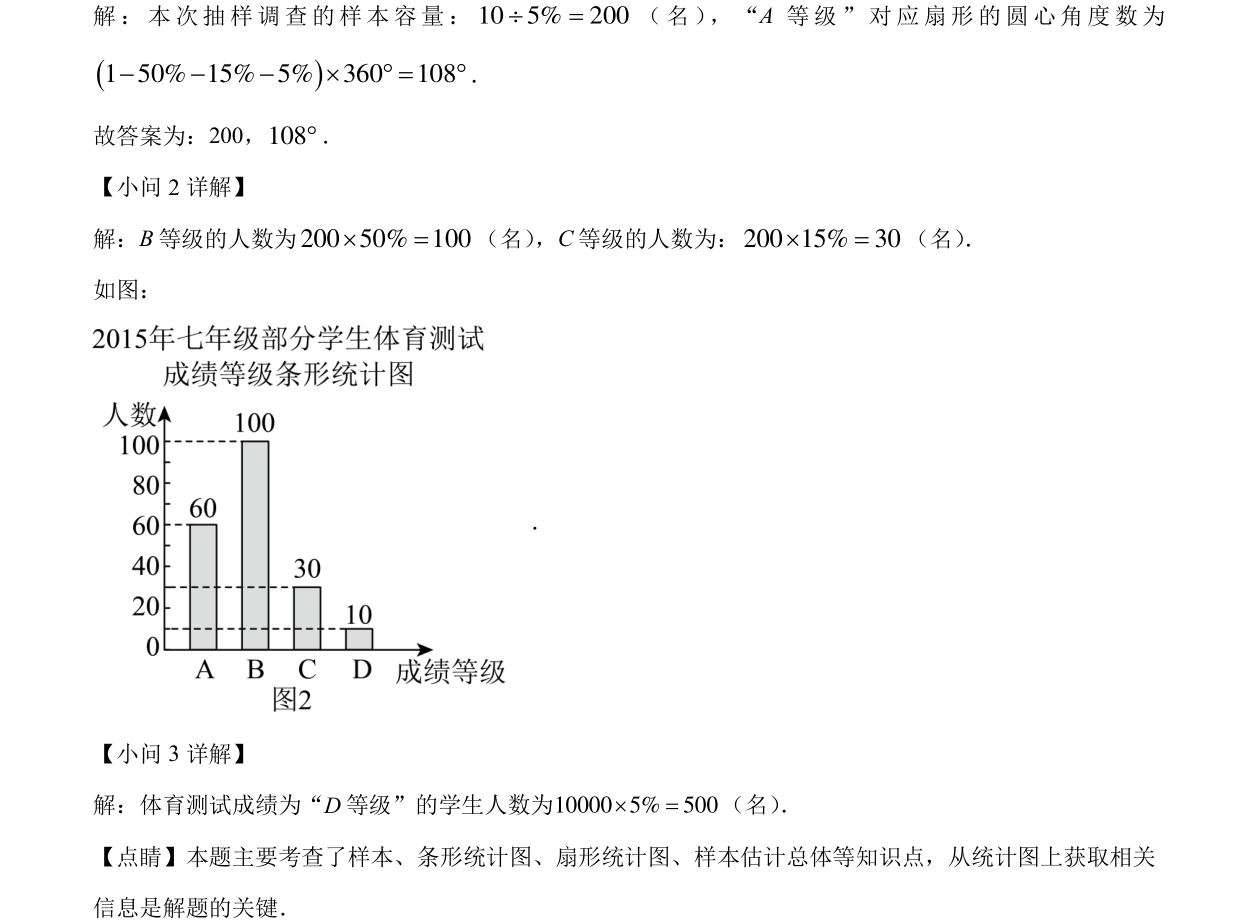 解：本次抽样调查的样本容量：10÷5%=200（名），“A 等级”对应扇形的圆心角度数为
(1−50%−15%−5%)×360°=108°．
故答案为：200，108°．
【小问 2 详解】
解：B 等级的人数为200×50%=100（名），C 等级的人数为：200×15%=30（名）．
如图：
2015年七年级部分学生体育测试
成绩等级条形统计图
人数
100
100
80
60
60
40
30
20
10
0
A B C D 成绩等级
图2
．
【小问 3 详解】
解：体育测试成绩为“D 等级”的学生人数为10000×5%=500（名）．
【点睛】本题主要考查了样本、条形统计图、扇形统计图、样本估计总体等知识点，从统计图上获取相关
信息是解题的关键．